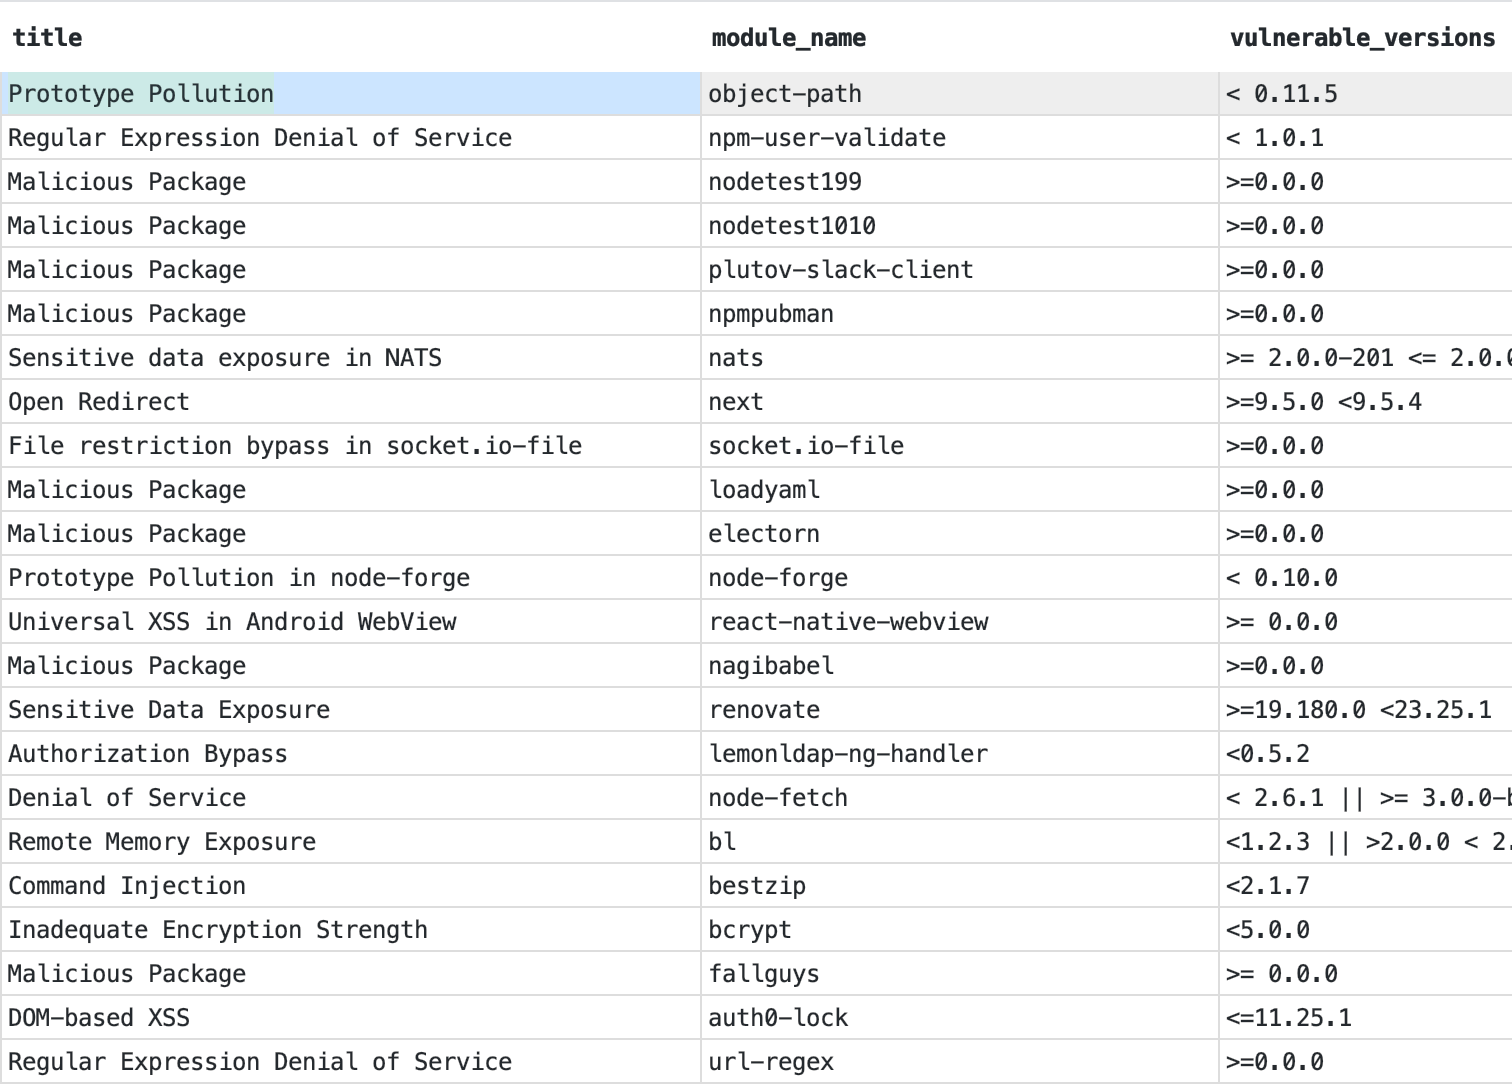 title module_name vulnerable_versions
Prototype Pollution object-path < 0.11.5
Regular Expression Denial of Service npm-user-validate < 1.0.1
Malicious Package nodetest199 >=0.0.0
Malicious Package nodetest1010 >=0.0.0
Malicious Package plutov-slack-client >=0.0.0
Malicious Package npmpubman >=0.0.0
Sensitive data exposure in NATS nats >= 2.0.0-201 <= 2.0.0
Open Redirect next >=9.5.0 <9.5.4
File restriction bypass in socket.io-file socket.io-file >=0.0.0
Malicious Package loadyaml >=0.0.0
Malicious Package electorn >=0.0.0
Prototype Pollution in node-forge node-forge < 0.10.0
Universal XSS in Android WebView react-native-webview >= 0.0.0
Malicious Package nagibabel >=0.0.0
Sensitive Data Exposure renovate >=19.180.0 <23.25.1
Authorization Bypass lemonldap-ng-handler <0.5.2
Denial of Service node-fetch < 2.6.1 || >= 3.0.0-b
Remote Memory Exposure bl <1.2.3 || >2.0.0 < 2.
Command Injection bestzip <2.1.7
Inadequate Encryption Strength bcrypt <5.0.0
Malicious Package fallguys >= 0.0.0
DOM-based XSS auth0-lock <=11.25.1
Regular Expression Denial of Service url-regex >=0.0.0